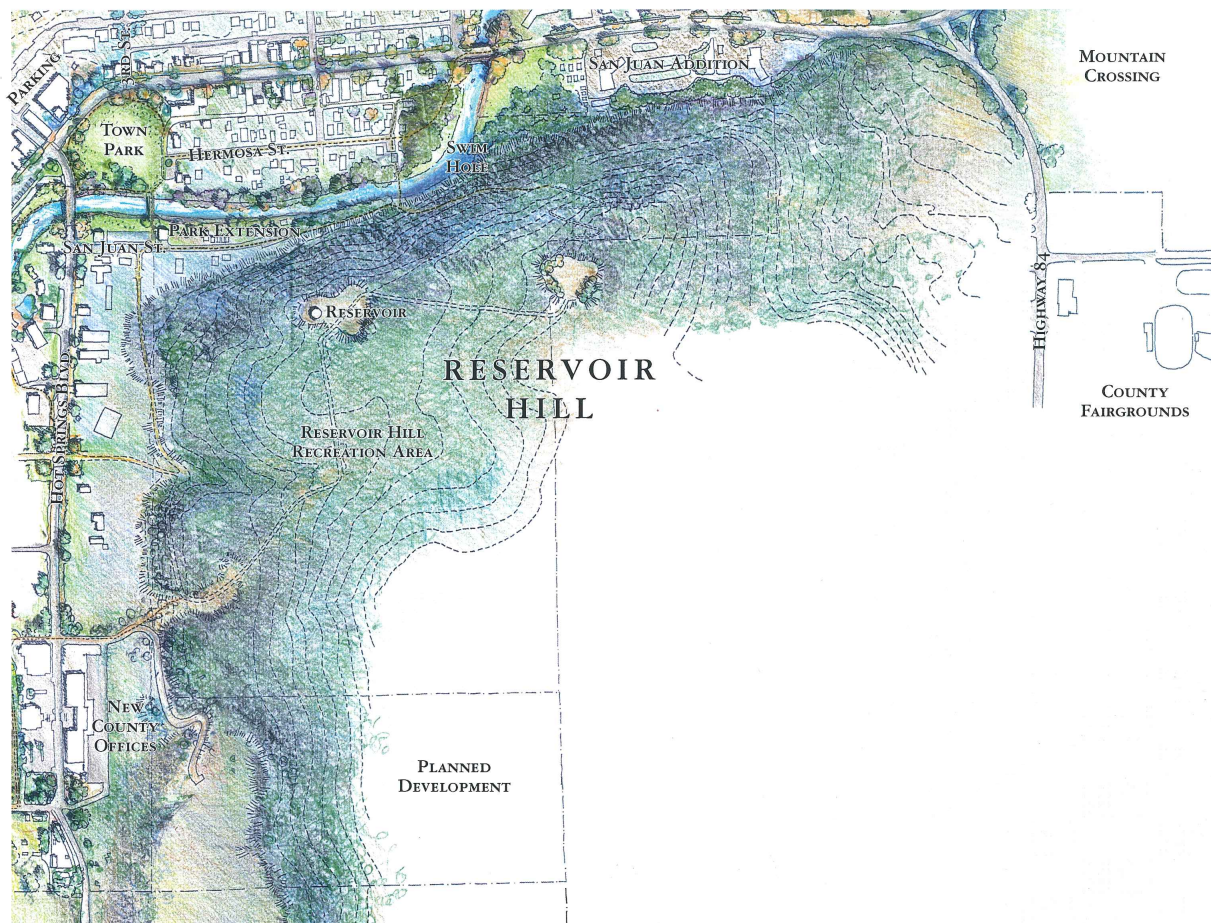 PARKING
3RD ST.
SAN JUAN ADDITION
MOUNTAIN
CROSSING
TOWN
PARK
HERMOSA ST.
SWIM
HOLE
SAN JUAN ST.
PARK EXTENSION
RESERVOIR
HIGHWAY 84
RESERVOIR
HILL
COUNTY
FAIRGROUNDS
HOT SPRINGS BLVD.
RESERVOIR HILL
RECREATION AREA
NEW
COUNTY
OFFICES
PLANNED
DEVELOPMENT